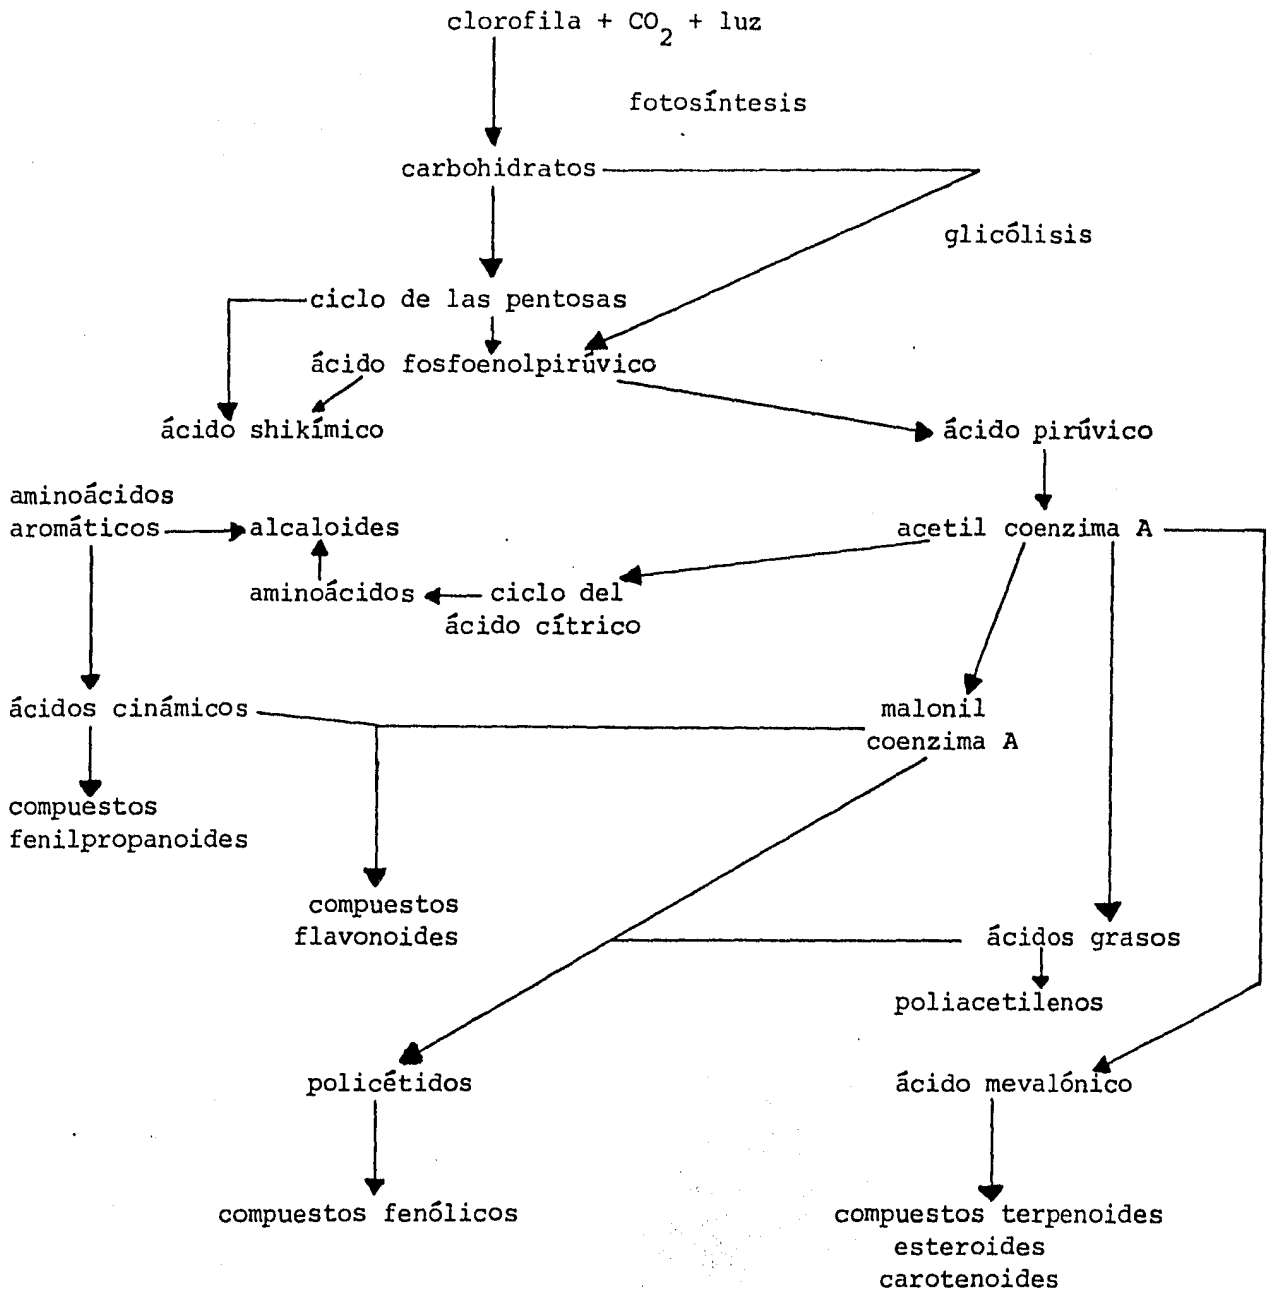 clorofila + CO2 + luz
fotosíntesis
carbohidratos
glicólisis
ciclo de las pentosas
ácido fosfoenolpirúvico
ácido shikímico
ácido pirúvico
aminoácidos
aromáticos
alcaloides
acetil coenzima A
aminoácidos
ciclo del
ácido cítrico
ácidos cinámicos
malonil
coenzima A
compuestos
fenilpropanoides
compuestos
flavonoides
ácidos grasos
poliacetilenos
policétidos
ácido mevalónico
compuestos fenólicos
compuestos terpenoides
esteroides
carotenoides